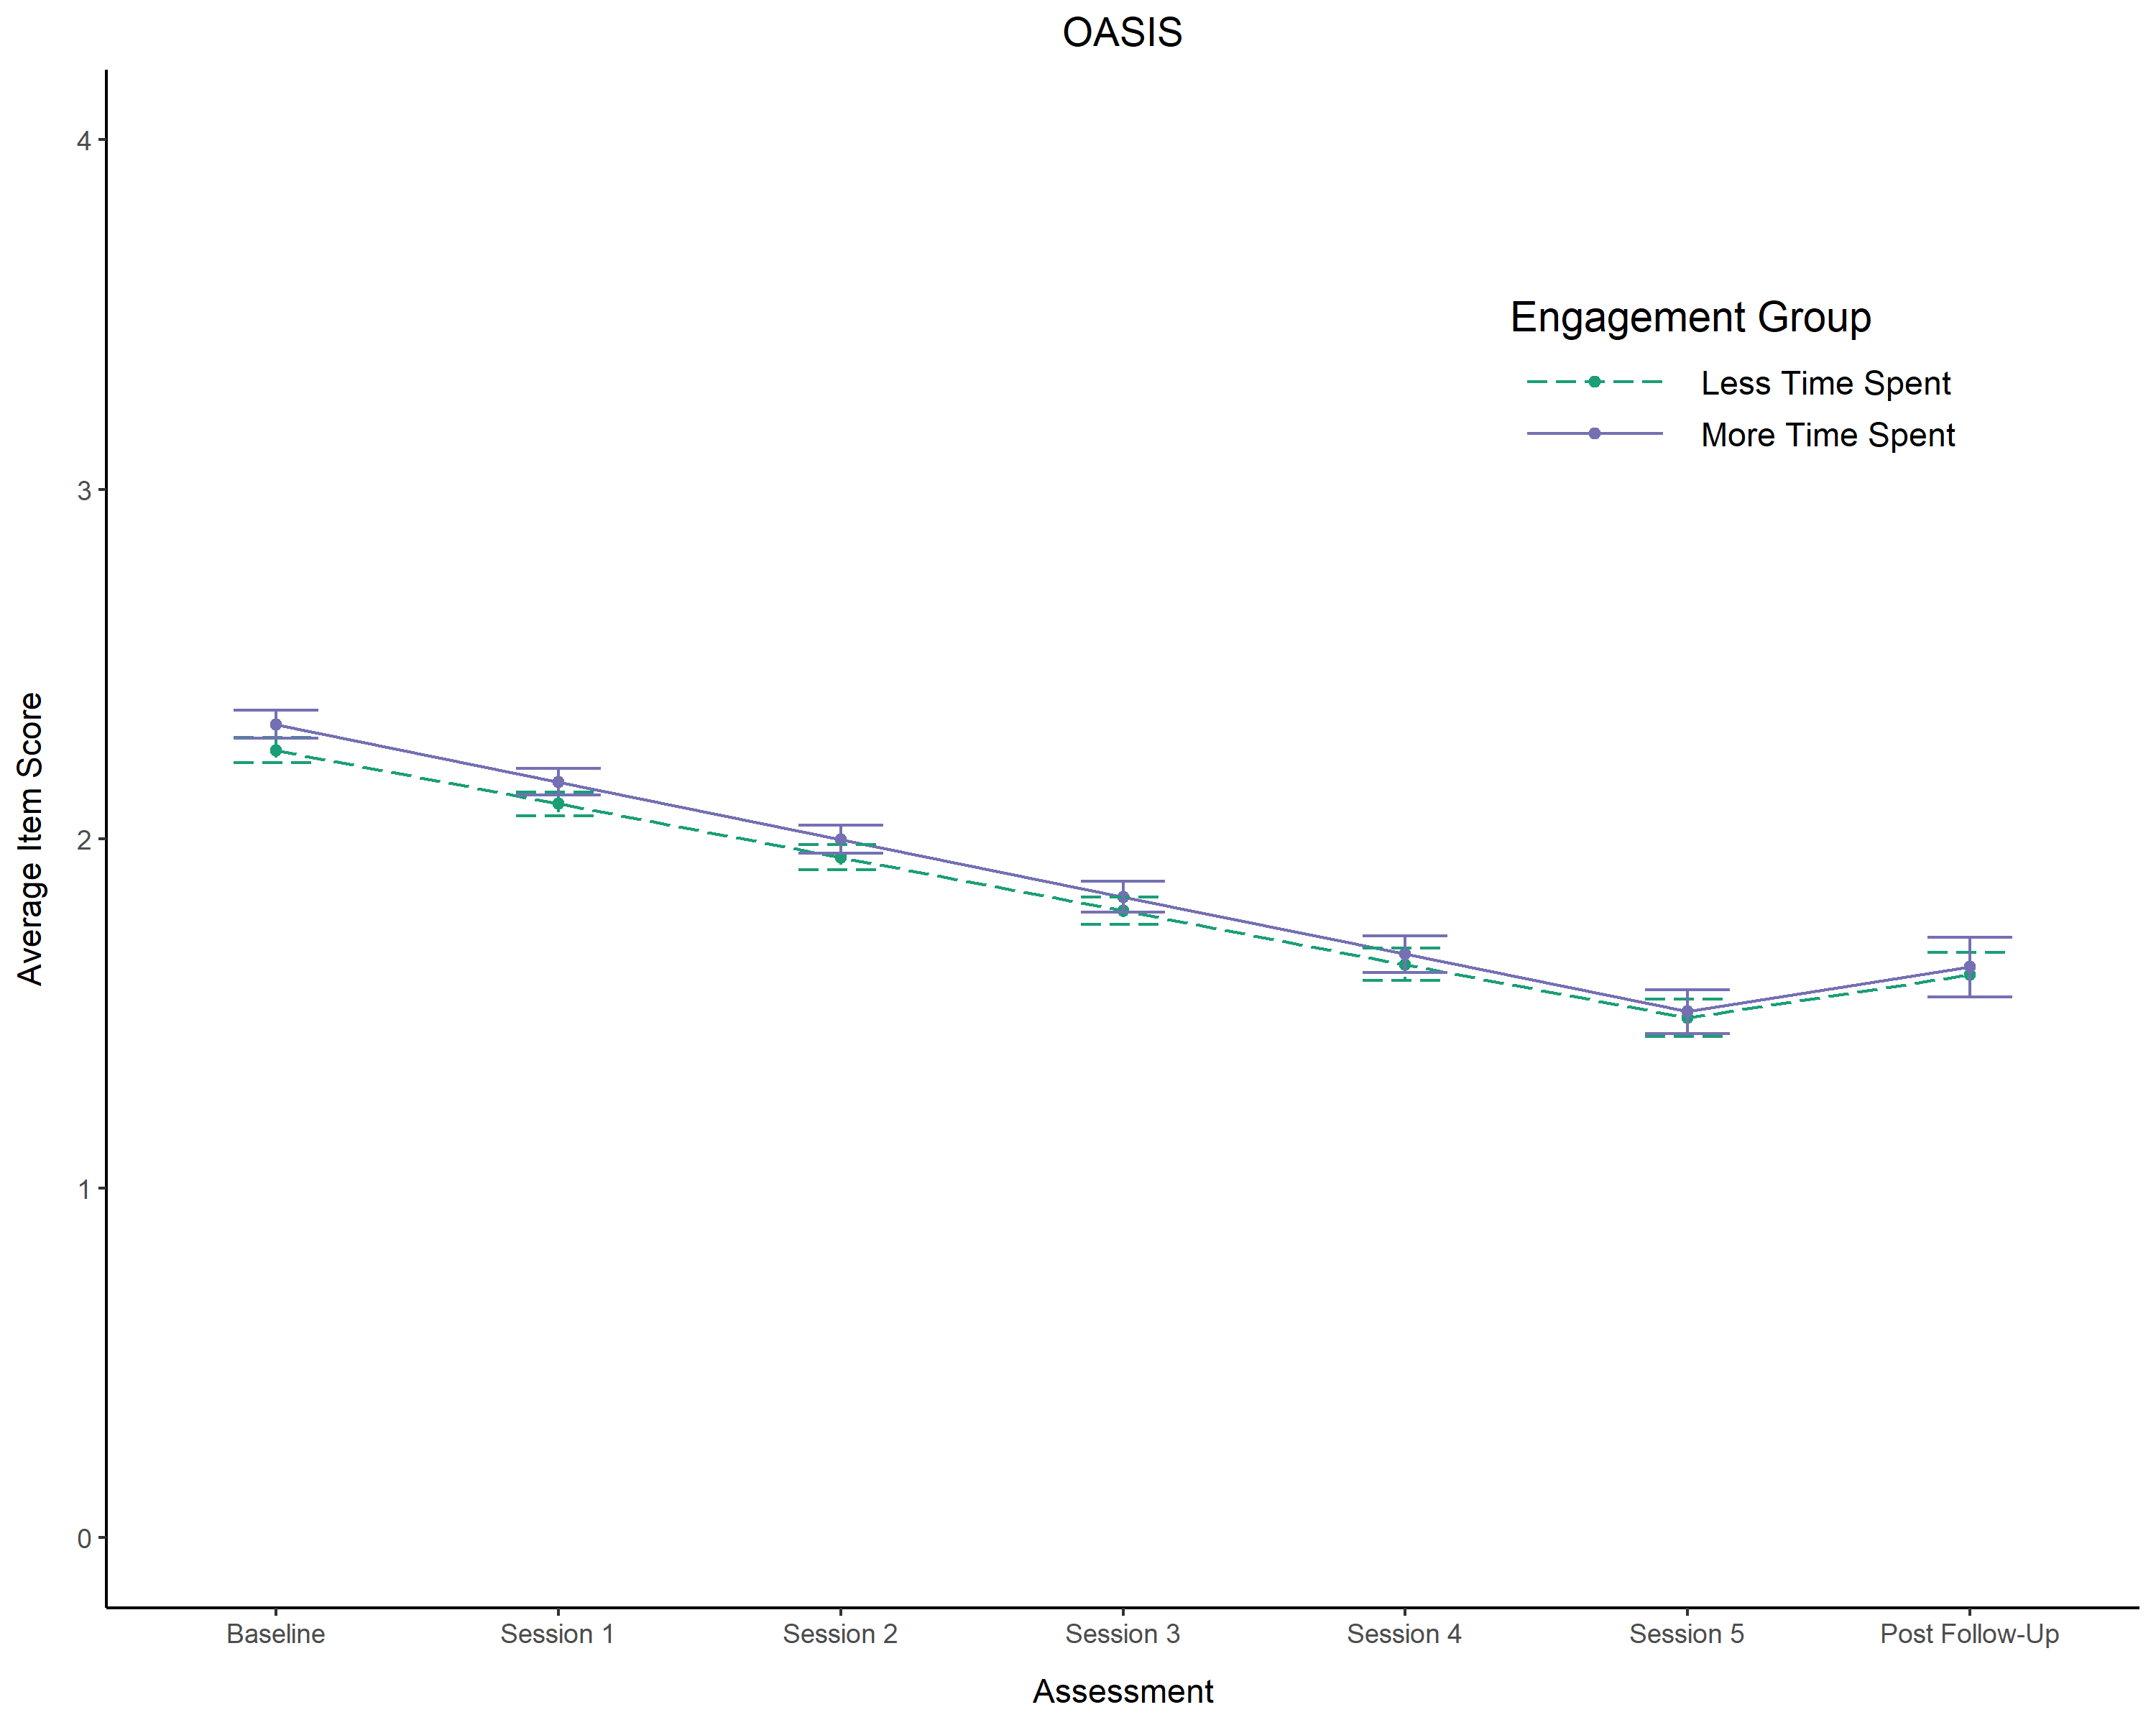 OASIS
4
3
2
1
0
Average Item Score
Engagement Group
Less Time Spent
More Time Spent
Baseline
Session 1
Session 2
Session 3
Session 4
Session 5
Post Follow-Up
Assessment